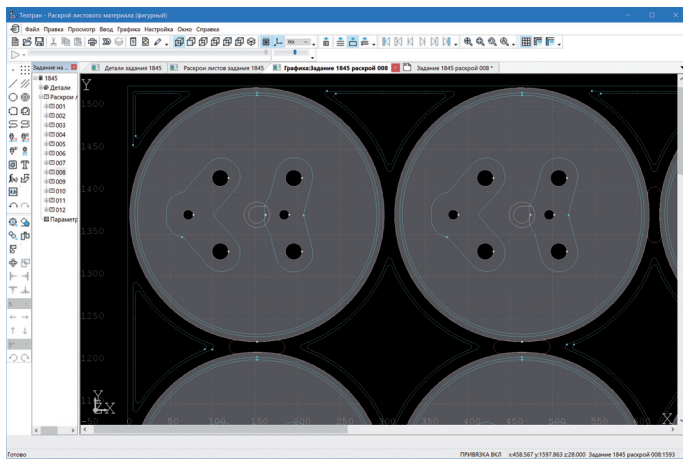 Техтран - Раскрой листового материала (фигурный)
Файл Правка Просмотр Ввод Графика Настройка Окно Справка
Задание на ...
Детали задания 1845
Раскрои листов задания 1845
Графика:Задание 1845 раскрой 008
Задание 1845 раскрой 008 *
1845
Детали
Раскрои л
001
002
003
004
005
006
007
008
009
010
011
012
Параметр
Y
1500
1450
1400
1350
1300
1250
1200
Y
X
-50 0 50 100 150 200 250 300 350 400 450 500 550 600
X
Готово
ПРИВЯЗКА ВКЛ x:458.567 y:1597.863 z:28.000 Задание 1845 раскрой 008:1593